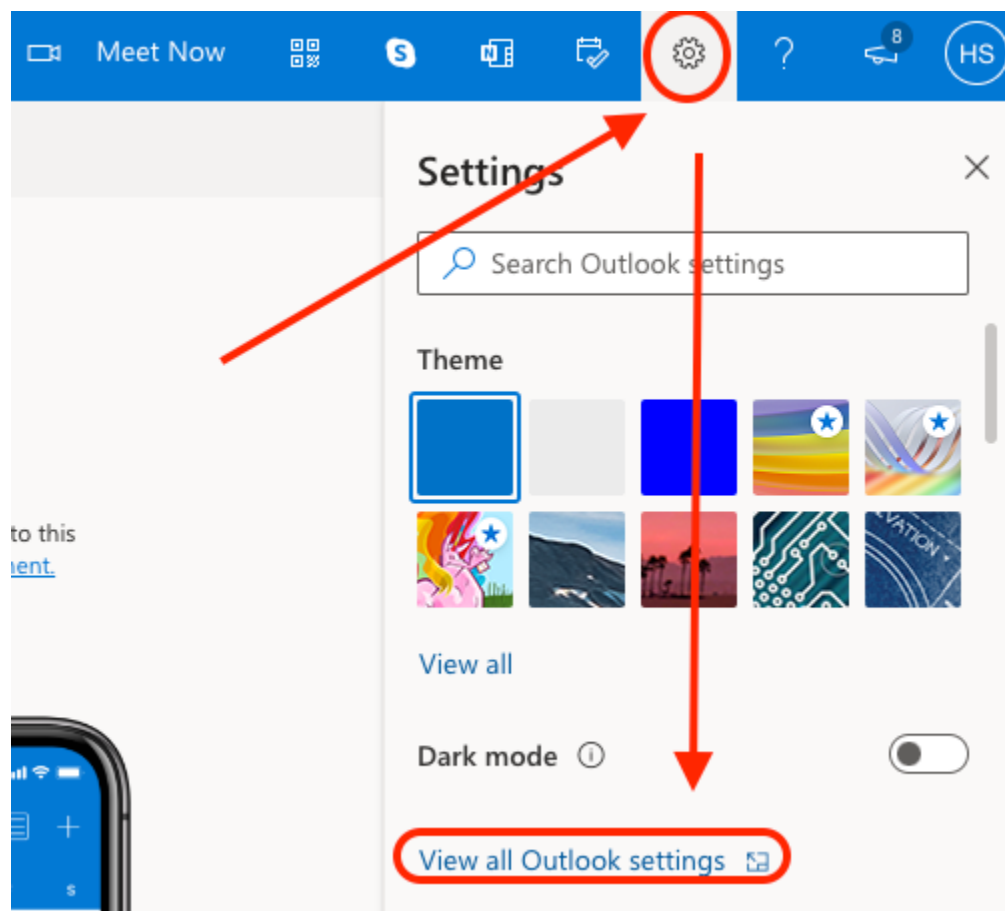 Meet Now
8
HS
Settings
Search Outlook settings
Theme
ELEVATION
to this
View all
Dark mode
View all Outlook settings
s